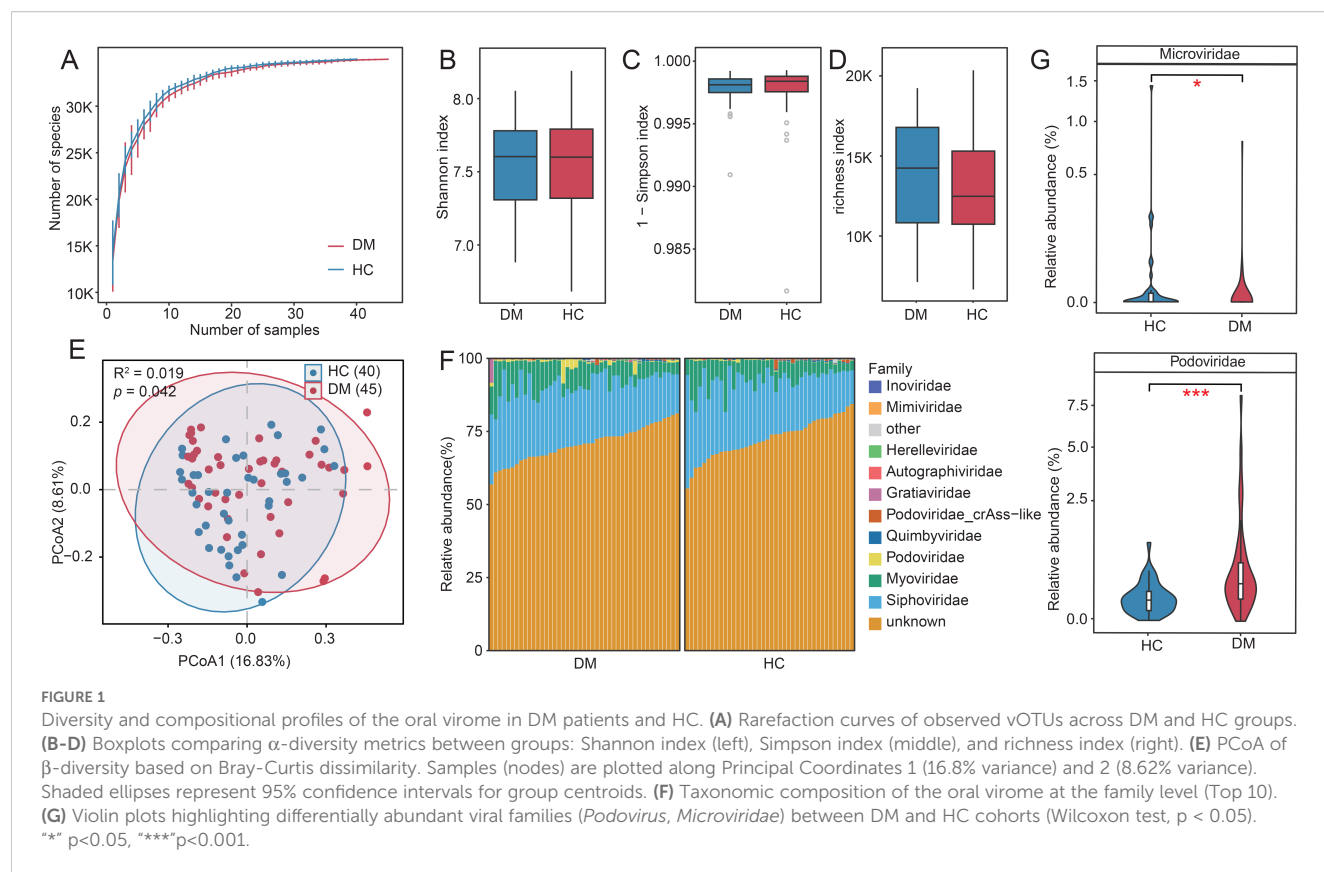 A
Number of species
30K
25K
20K
15K
10K
DM
HC
0
10
20
30
40
Number of samples
B
Shannon index
8.0
7.5
7.0
DM
HC
C
1 − Simpson index
1.000
0.995
0.990
0.985
DM
HC
D
richness index
20K
15K
10K
DM
HC
G
Microviridae
*
Relative abundance (%)
1.5
1.0
0.5
0.0
HC
DM
E
R² = 0.019
p = 0.042
HC (40)
DM (45)
PCoA2 (8.61%)
0.2
0.0
−0.2
−0.3
0.0
0.3
PCoA1 (16.83%)
F
Relative abundance(%)
100
75
50
25
0
DM
HC
Family
Inoviridae
Mimiviridae
other
Herelleviridae
Autographiviridae
Gratiaviridae
Podoviridae_crAss−like
Quimbyviridae
Podoviridae
Myoviridae
Siphoviridae
unknown
Podoviridae
***
Relative abundance (%)
7.5
5.0
2.5
0.0
HC
DM
FIGURE 1
Diversity and compositional profiles of the oral virome in DM patients and HC. (A) Rarefaction curves of observed vOTUs across DM and HC groups.
(B-D) Boxplots comparing α-diversity metrics between groups: Shannon index (left), Simpson index (middle), and richness index (right). (E) PCoA of
β-diversity based on Bray-Curtis dissimilarity. Samples (nodes) are plotted along Principal Coordinates 1 (16.8% variance) and 2 (8.62% variance).
Shaded ellipses represent 95% confidence intervals for group centroids. (F) Taxonomic composition of the oral virome at the family level (Top 10).
(G) Violin plots highlighting differentially abundant viral families (Podovirus, Microviridae) between DM and HC cohorts (Wilcoxon test, p < 0.05).
“*” p<0.05, “***”p<0.001.